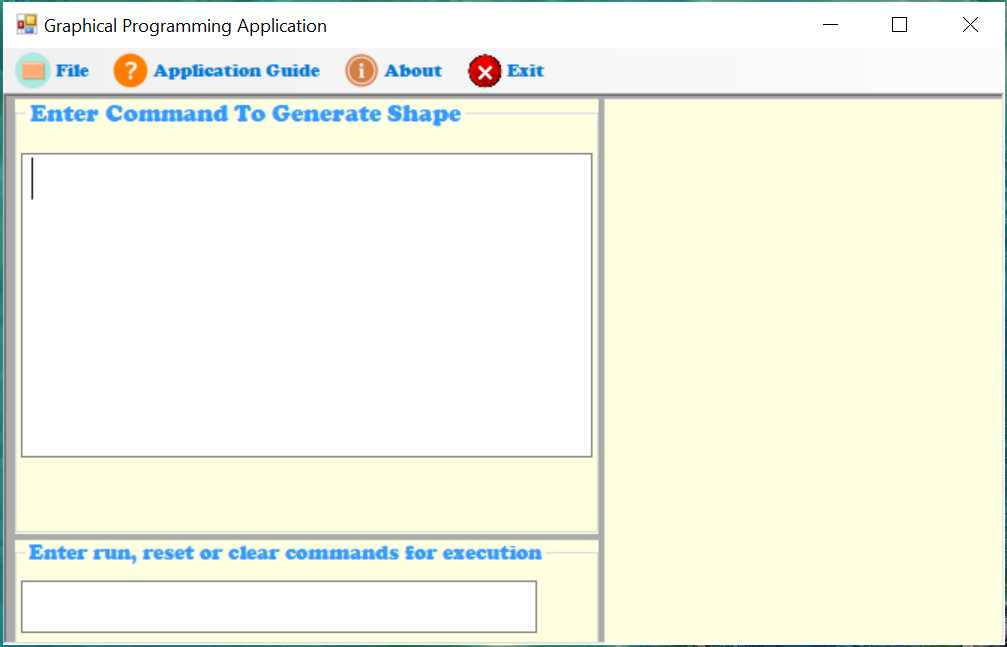 Graphical Programming Application
File ? Application Guide i About Exit
Enter Command To Generate Shape
Enter run, reset or clear commands for execution